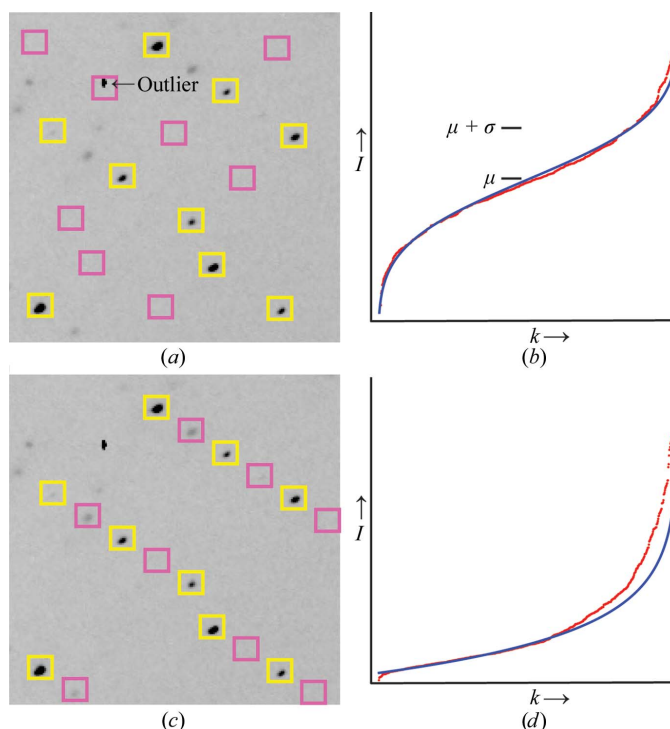 ← Outlier
μ + σ
μ
↑
I
k →
(a)
(b)
↑
I
k →
(c)
(d)